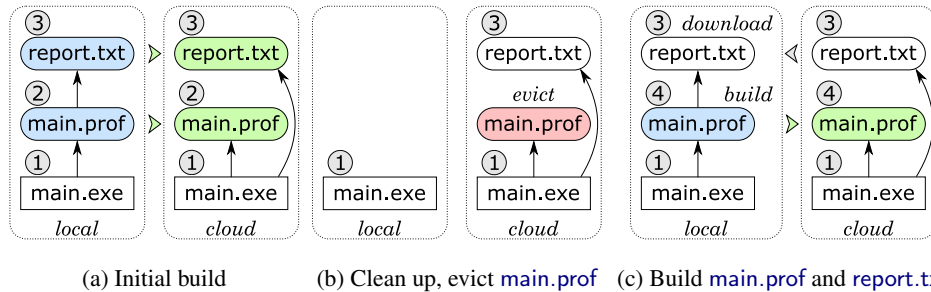 3 3 3 3 download 3
report.txt report.txt report.txt report.txt report.txt
2 2 evict 4 build 4
main.prof main.prof main.prof main.prof main.prof
1 1 1 1 1 1
main.exe main.exe main.exe main.exe main.exe main.exe
local cloud local cloud local cloud
(a) Initial build (b) Clean up, evict main.prof (c) Build main.prof and report.tx